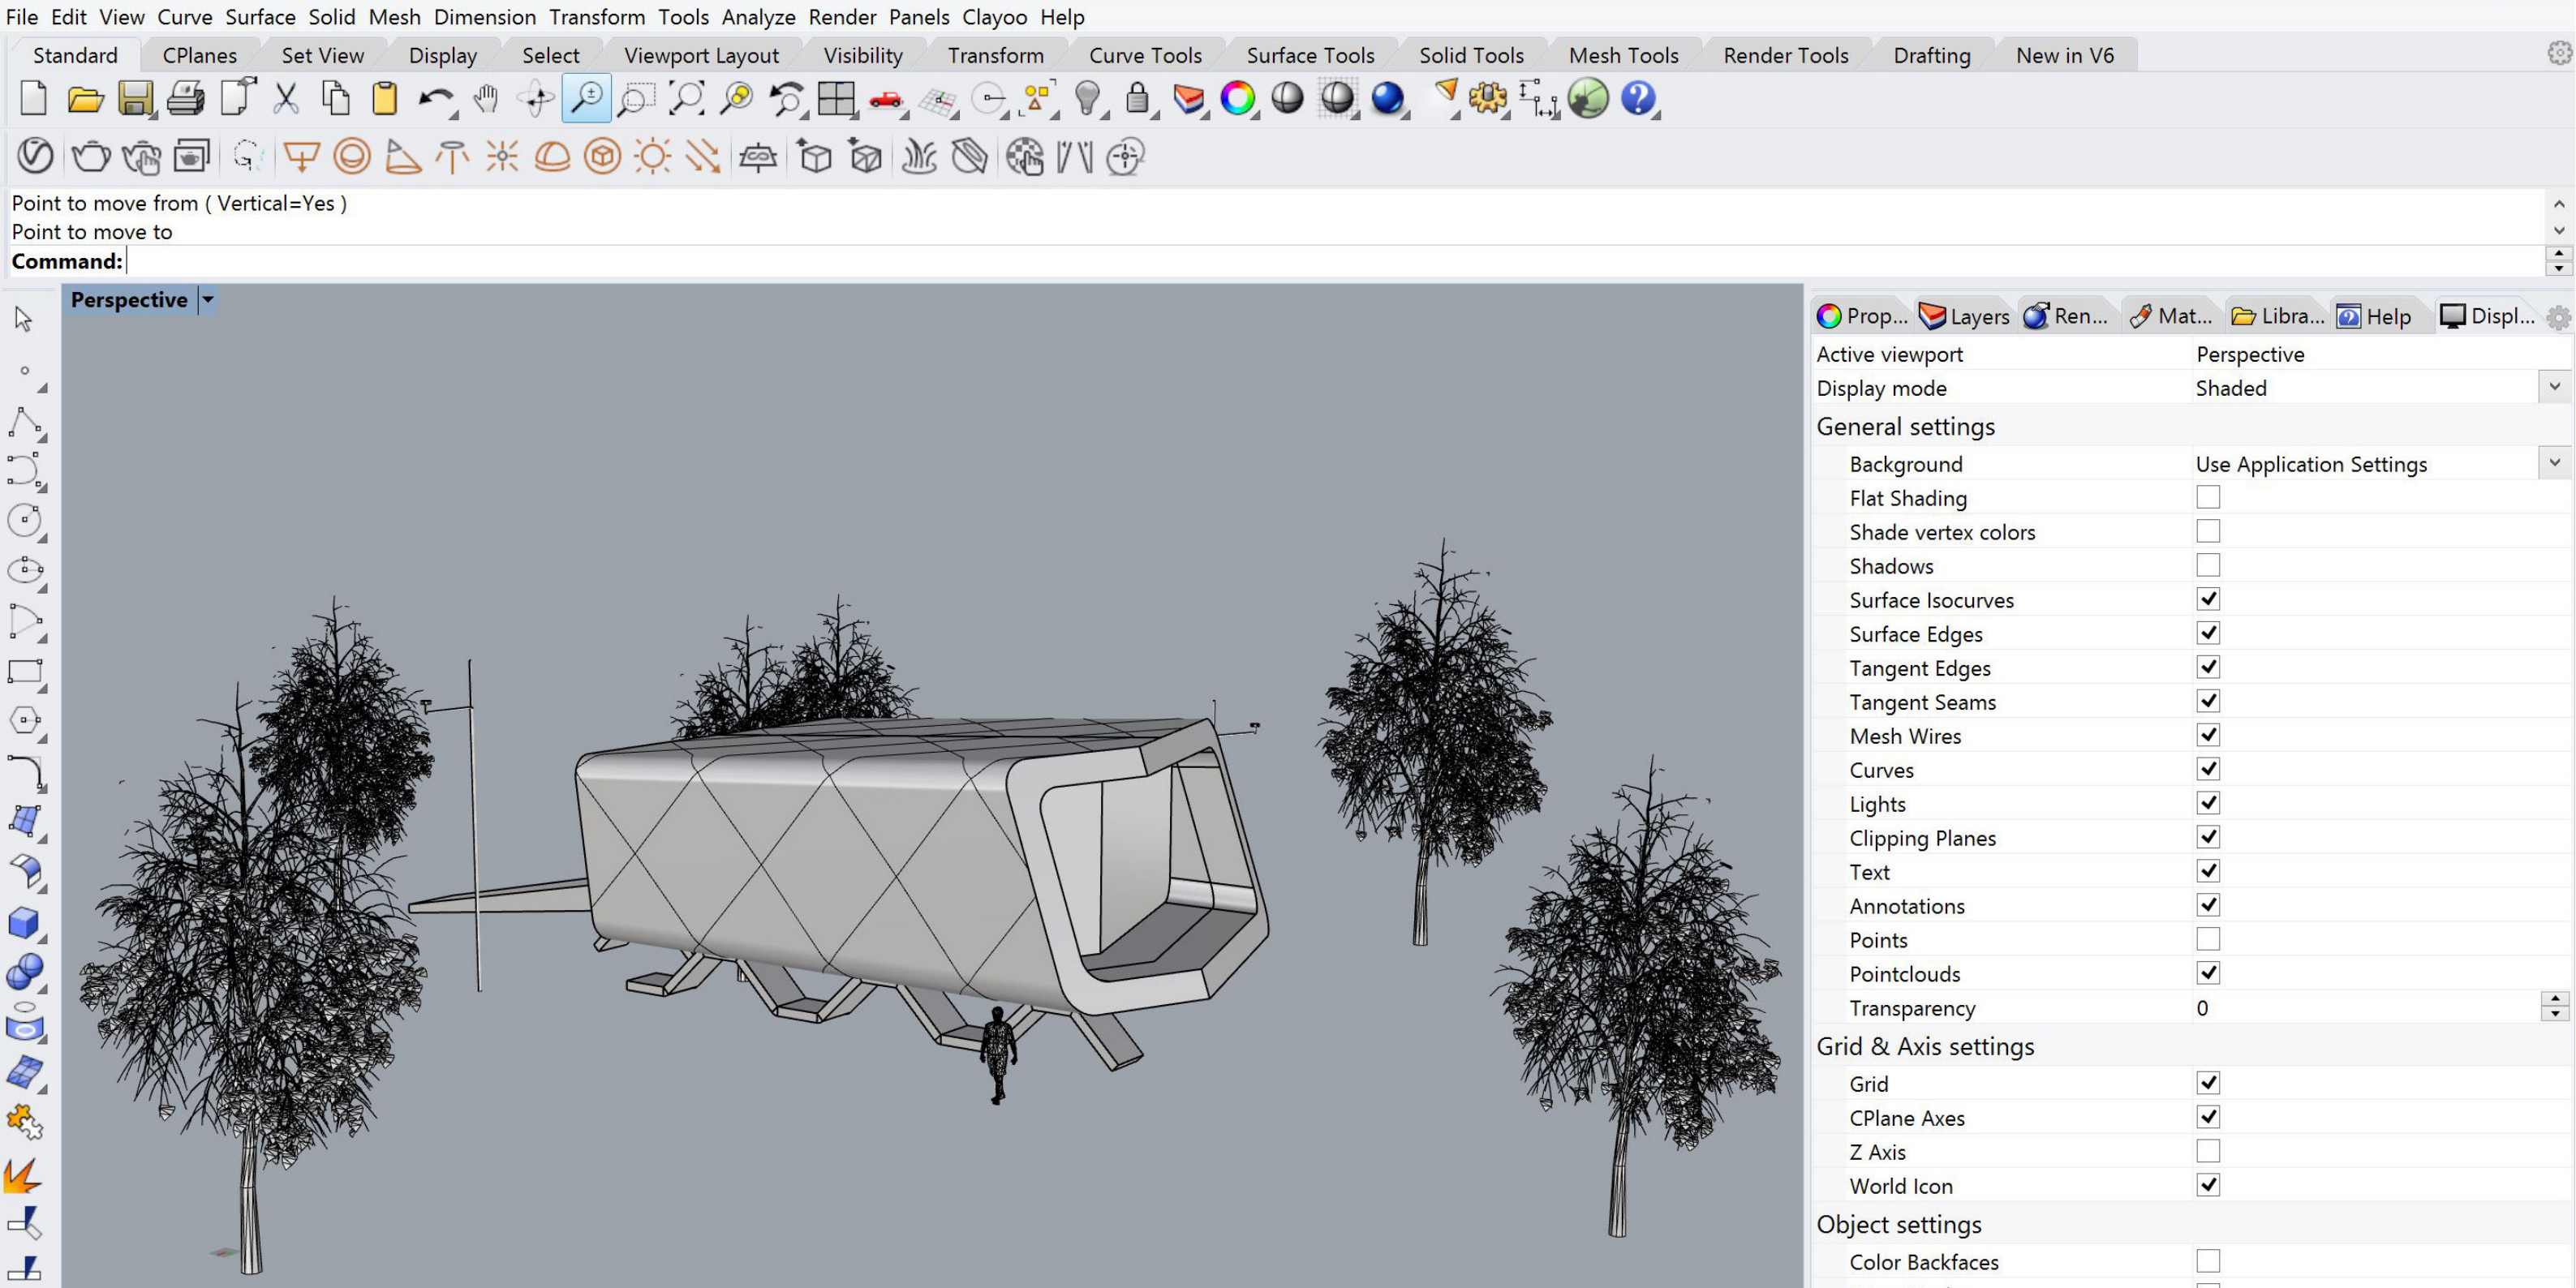 File Edit View Curve Surface Solid Mesh Dimension Transform Tools Analyze Render Panels Clayoo Help
Standard CPlanes Set View Display Select Viewport Layout Visibility Transform Curve Tools Surface Tools Solid Tools Mesh Tools Render Tools Drafting New in V6
Point to move from ( Vertical=Yes )
Point to move to
Command:
Perspective
Prop... Layers Ren... Mat... Libra... Help Displ...
Active viewport Perspective
Display mode Shaded
General settings
Background Use Application Settings
Flat Shading
Shade vertex colors
Shadows
Surface Isocurves
Surface Edges
Tangent Edges
Tangent Seams
Mesh Wires
Curves
Lights
Clipping Planes
Text
Annotations
Points
Pointclouds
Transparency 0
Grid & Axis settings
Grid
CPlane Axes
Z Axis
World Icon
Object settings
Color Backfaces